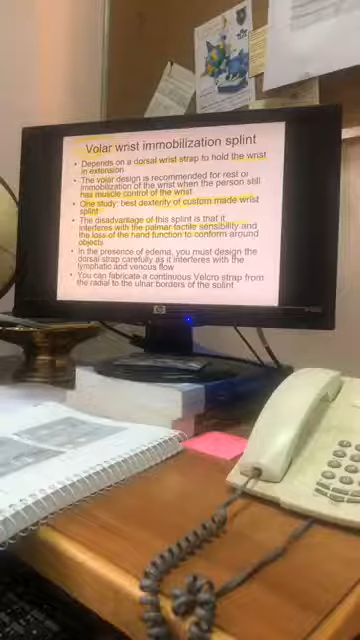 Volar wrist immobilization splint
• Depends on a dorsal wrist strap to hold the wrist
in extension
• The volar design is recommended for rest or
immobilization of the wrist when the person still
has muscle control of the wrist
• One study: best dexterity of custom made wrist
splint
• The disadvantage of this splint is that it
interferes with the palmar tactile sensibility and
the loss of the hand function to conform around
objects
• In the presence of edema, you must design the
dorsal strap carefully as it interferes with the
lymphatic and venous flow
• You can fabricate a continuous Velcro strap from
the radial to the ulnar borders of the splint
hp